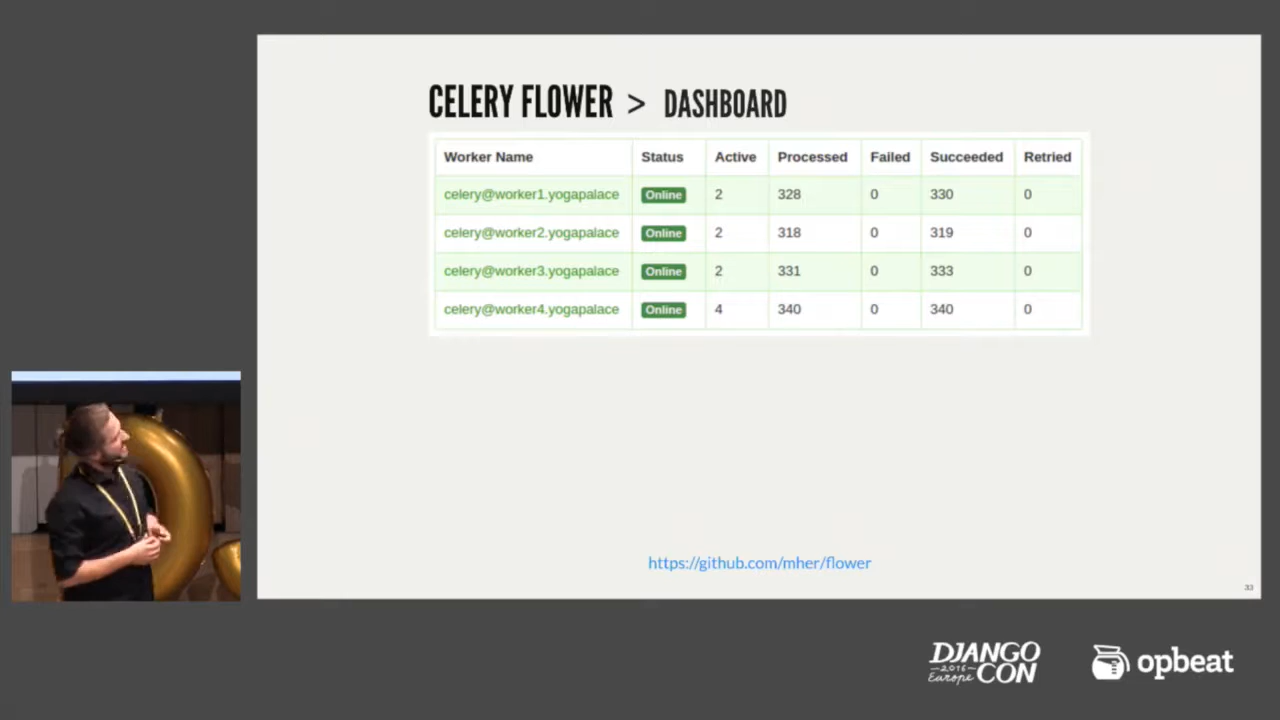 CELERY FLOWER > DASHBOARD
Worker Name Status Active Processed Failed Succeeded Retried
celery@worker1.yogapalace Online 2 328 0 330 0
celery@worker2.yogapalace Online 2 318 0 319 0
celery@worker3.yogapalace Online 2 331 0 333 0
celery@worker4.yogapalace Online 4 340 0 340 0
https://github.com/mher/flower
33
DJANGO
2016
Europe CON
opbeat